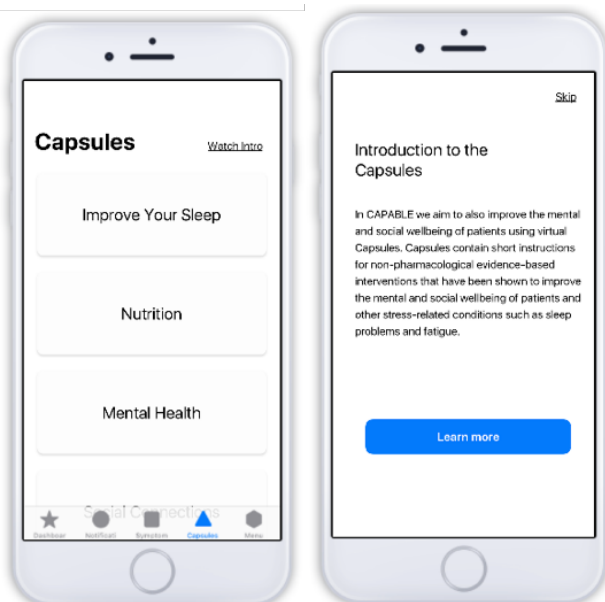 Capsules
Watch Intro
Improve Your Sleep
Nutrition
Mental Health
Social Connections
Dashboar
Notificati
Symptom
Capsules
Menu
Skip
Introduction to the
Capsules
In CAPABLE we aim to also improve the mental
and social wellbeing of patients using virtual
Capsules. Capsules contain short instructions
for non-pharmacological evidence-based
interventions that have been shown to improve
the mental and social wellbeing of patients and
other stress-related conditions such as sleep
problems and fatigue.
Learn more